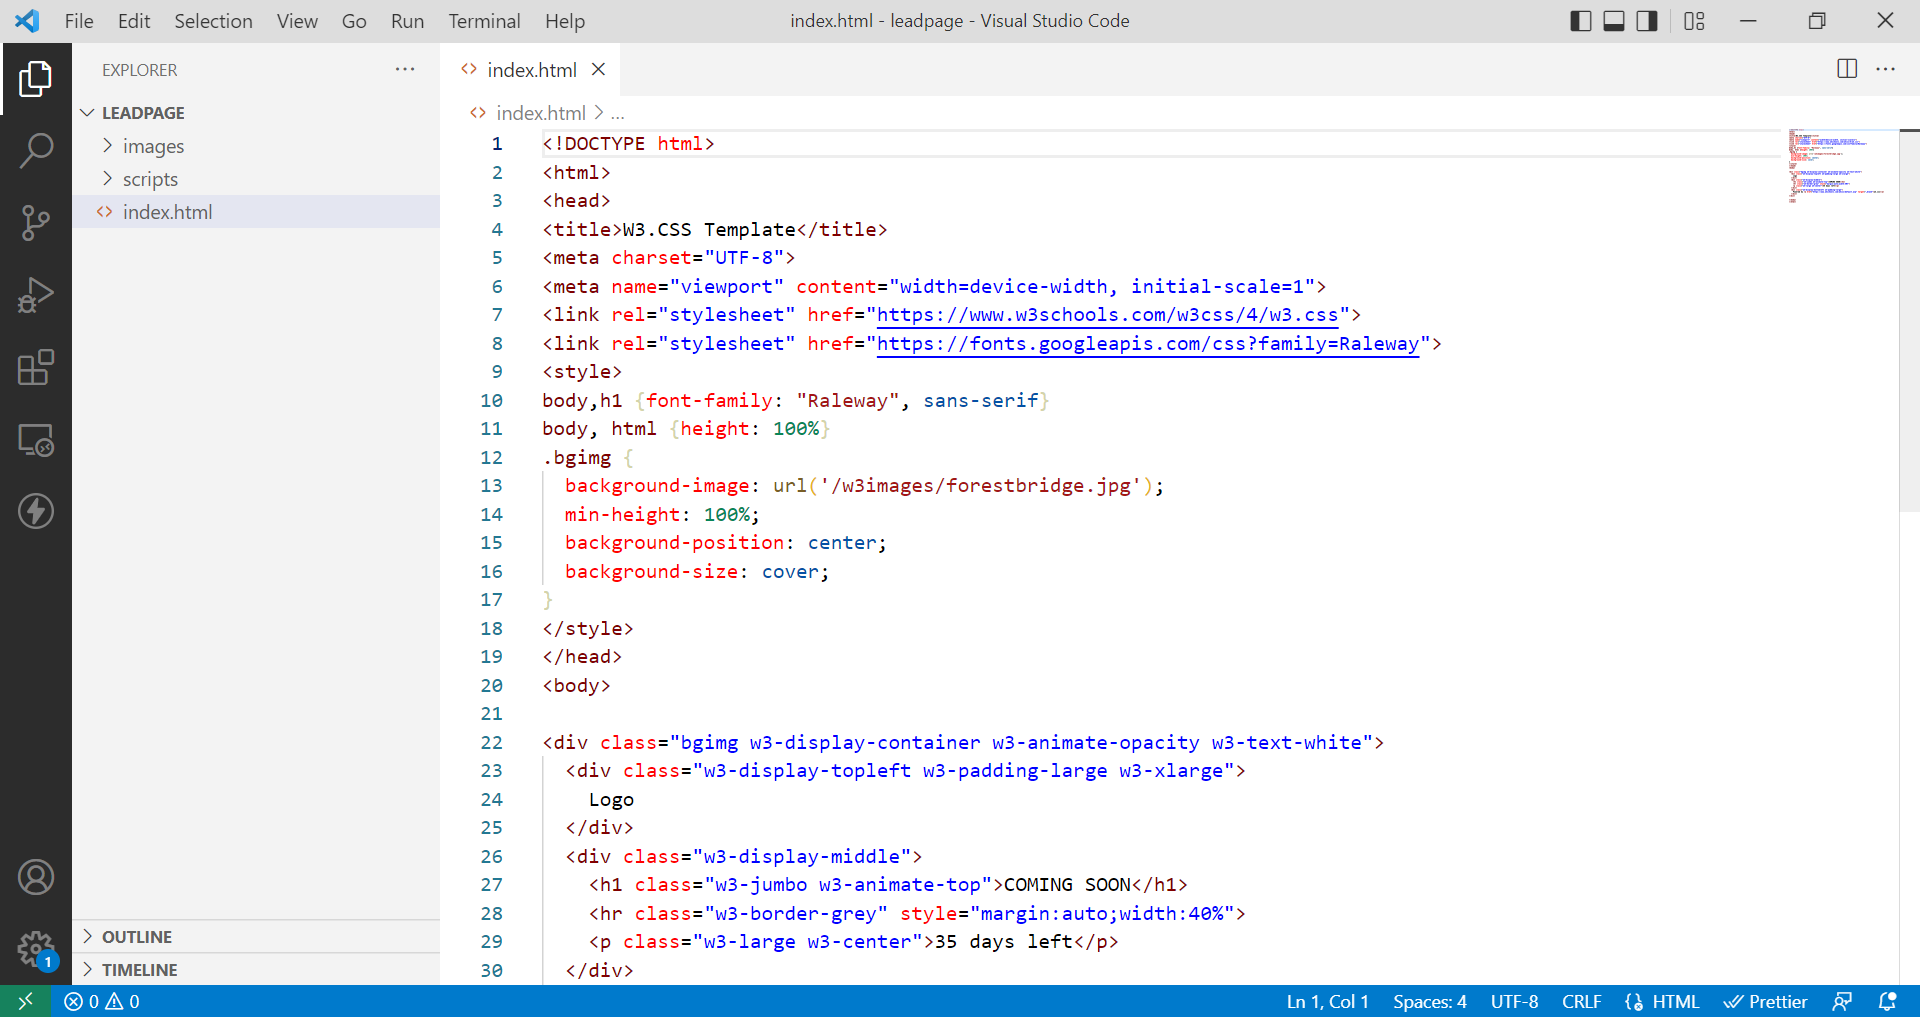 File Edit Selection View Go Run Terminal Help
index.html - leadpage - Visual Studio Code
EXPLORER
LEADPAGE
images
scripts
index.html
OUTLINE
TIMELINE
1
index.html
index.html > ...
1 <!DOCTYPE html>
2 <html>
3 <head>
4 <title>W3.CSS Template</title>
5 <meta charset="UTF-8">
6 <meta name="viewport" content="width=device-width, initial-scale=1">
7 <link rel="stylesheet" href="https://www.w3schools.com/w3css/4/w3.css">
8 <link rel="stylesheet" href="https://fonts.googleapis.com/css?family=Raleway">
9 <style>
10 body,h1 {font-family: "Raleway", sans-serif}
11 body, html {height: 100%}
12 .bgimg {
13   background-image: url('/w3images/forestbridge.jpg');
14   min-height: 100%;
15   background-position: center;
16   background-size: cover;
17 }
18 </style>
19 </head>
20 <body>
21
22 <div class="bgimg w3-display-container w3-animate-opacity w3-text-white">
23   <div class="w3-display-topleft w3-padding-large w3-xlarge">
24     Logo
25   </div>
26   <div class="w3-display-middle">
27     <h1 class="w3-jumbo w3-animate-top">COMING SOON</h1>
28     <hr class="w3-border-grey" style="margin:auto;width:40%">
29     <p class="w3-large w3-center">35 days left</p>
30   </div>
0 0
Ln 1, Col 1 Spaces: 4 UTF-8 CRLF HTML Prettier